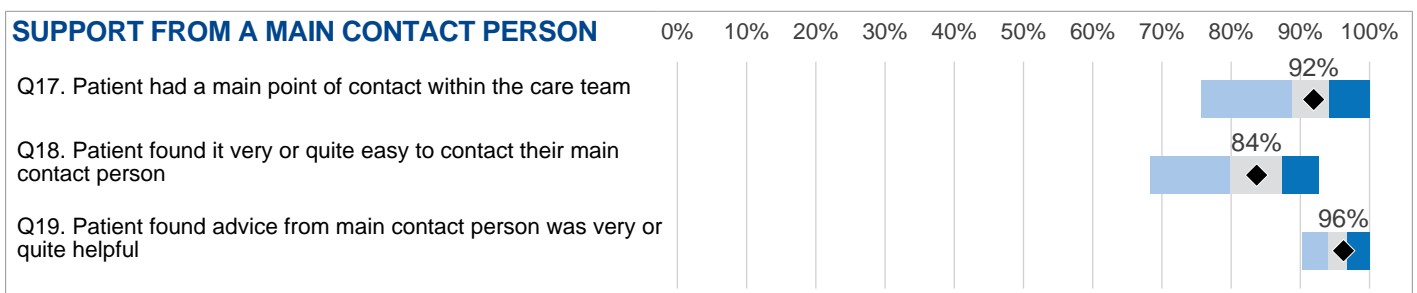 SUPPORT FROM A MAIN CONTACT PERSON 0% 10% 20% 30% 40% 50% 60% 70% 80% 90% 100%
Q17. Patient had a main point of contact within the care team 92%
Q18. Patient found it very or quite easy to contact their main 84%
contact person
Q19. Patient found advice from main contact person was very or 96%
quite helpful